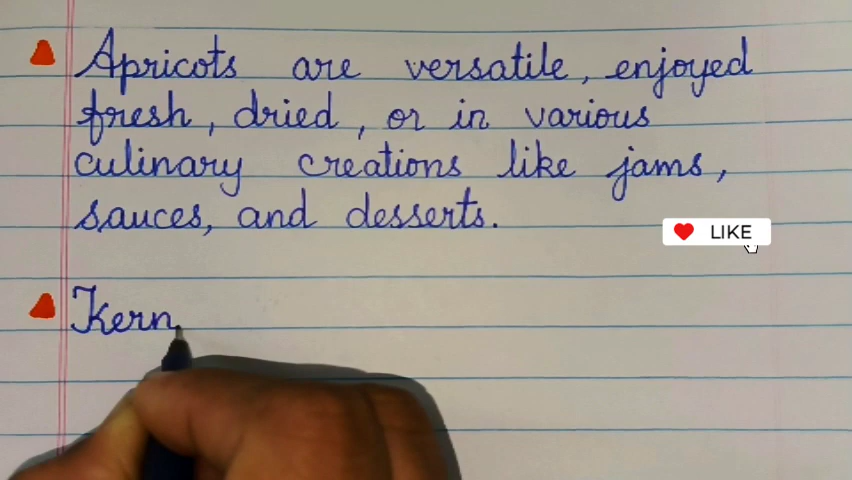 Apricots are versatile, enjoyed
fresh, dried, or in various
culinary creations like jams,
sauces, and desserts.
LIKE
Kern